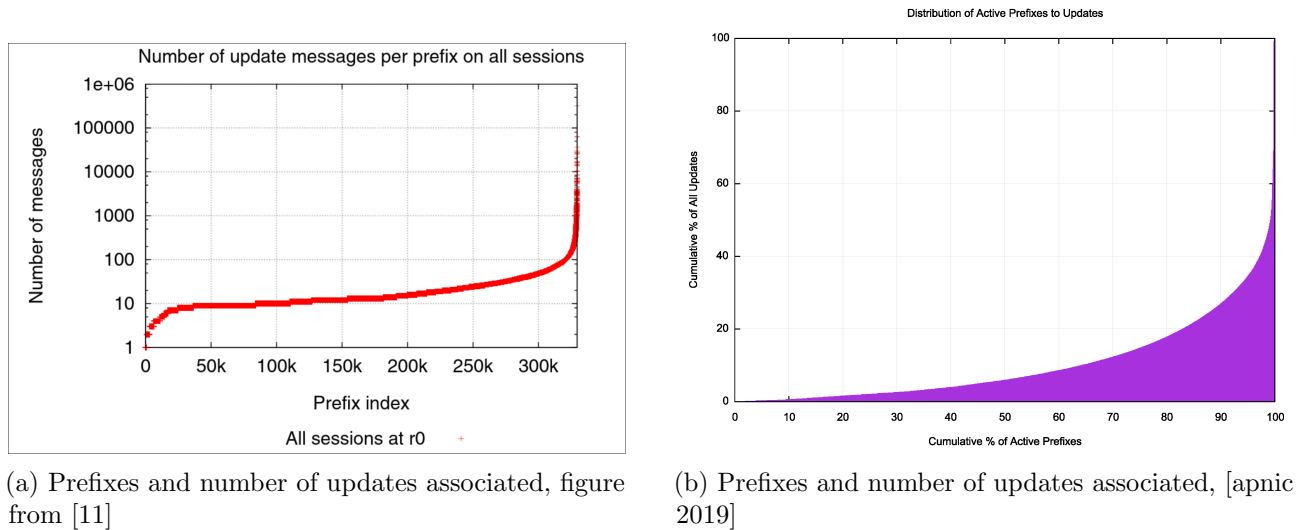 Number of update messages per prefix on all sessions
1e+06
100000
10000
1000
100
10
1
Number of messages
0 50k 100k 150k 200k 250k 300k
Prefix index
All sessions at r0
(a) Prefixes and number of updates associated, figure
from [11]
Distribution of Active Prefixes to Updates
100
80
60
40
20
0
Cumulative % of All Updates
0 10 20 30 40 50 60 70 80 90 100
Cumulative % of Active Prefixes
(b) Prefixes and number of updates associated, [apnic
2019]